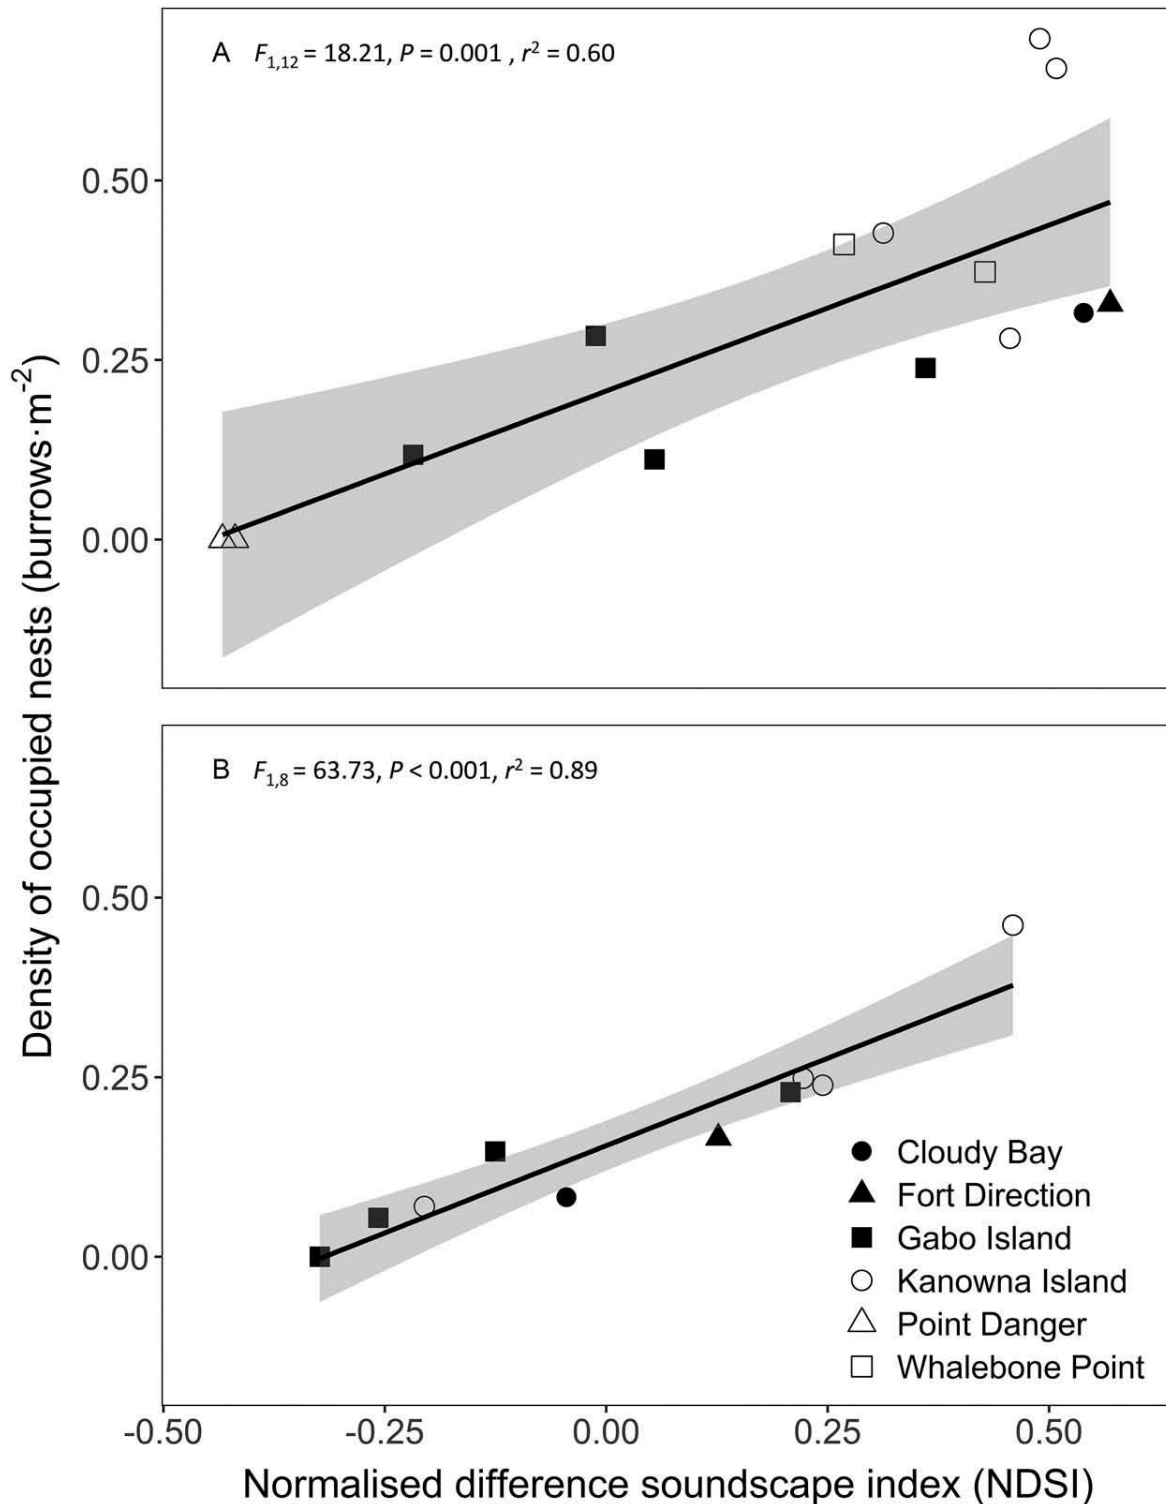 A F1,12 = 18.21, P = 0.001 , r2 = 0.60
0.50
0.25
0.00
Density of occupied nests (burrows·m-2)
B F1,8 = 63.73, P < 0.001, r2 = 0.89
0.50
0.25
0.00
Cloudy Bay
Fort Direction
Gabo Island
Kanowna Island
Point Danger
Whalebone Point
-0.50 -0.25 0.00 0.25 0.50
Normalised difference soundscape index (NDSI)